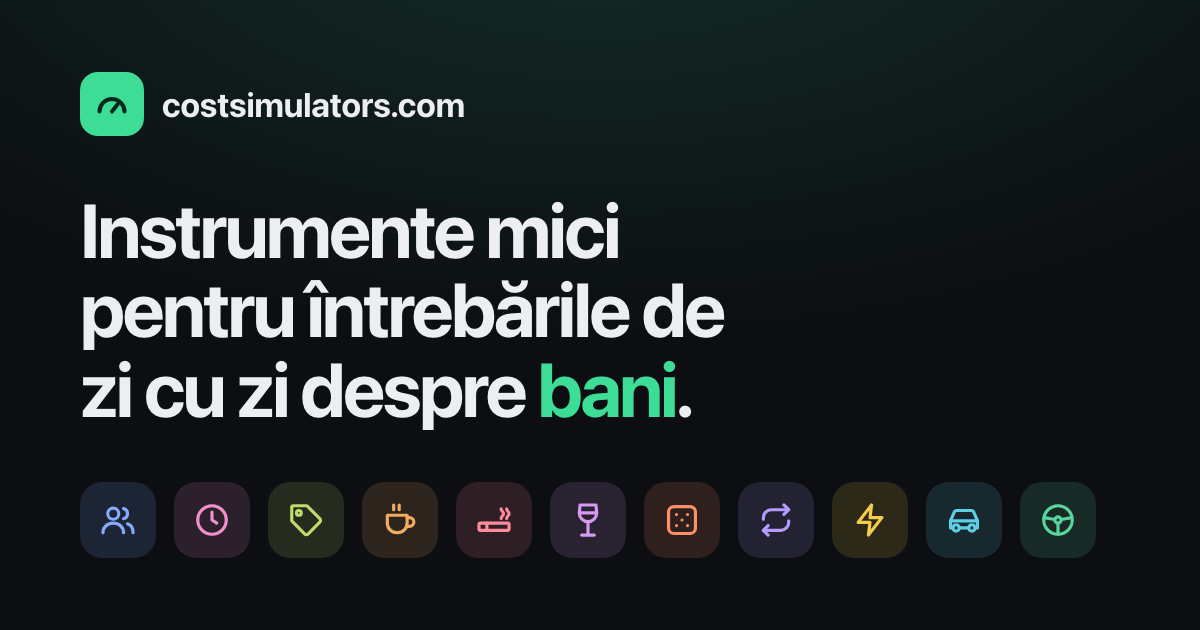 costsimulators.com
Instrumente mici
pentru întrebările de
zi cu zi despre bani.